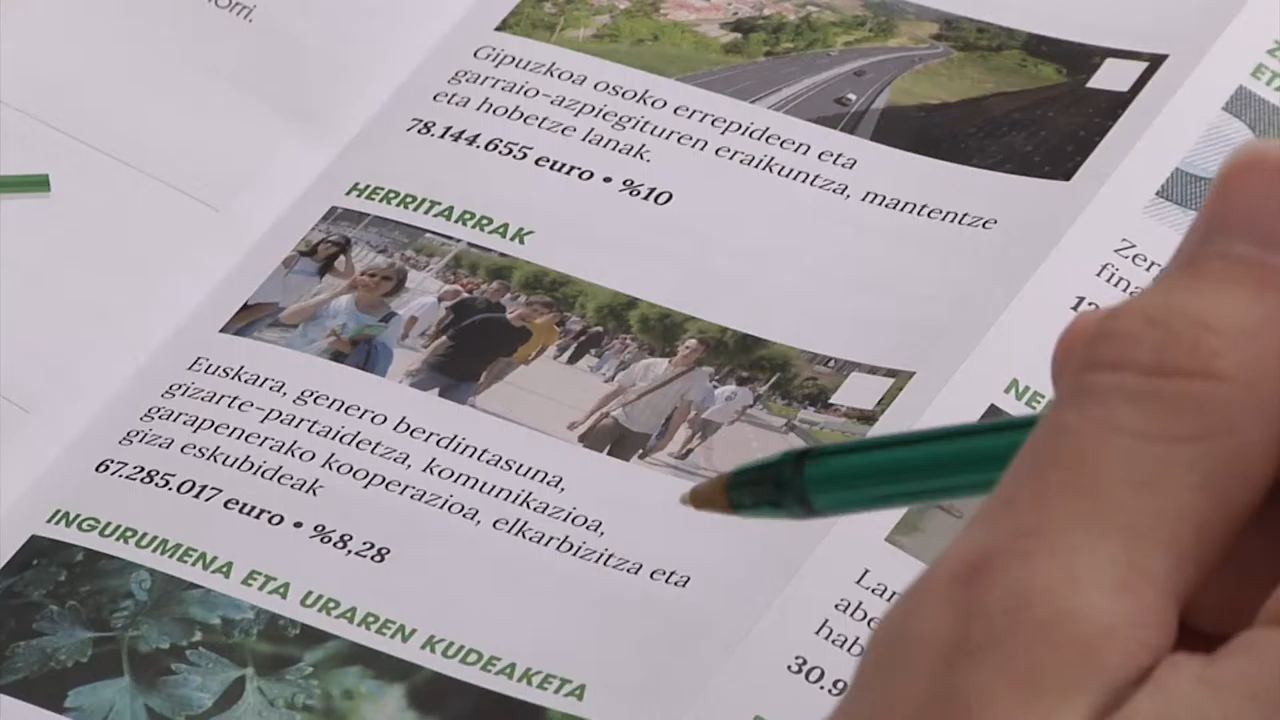 Gipuzkoa osoko errepideen eta
garraio-azpiegituren eraikuntza, mantentze
eta hobetze lanak.
78.144.655 euro • %10
HERRITARRAK
Euskara, genero berdintasuna,
gizarte-partaidetza, komunikazioa,
garapenerako kooperazioa, elkarbizitza eta
giza eskubideak
67.285.017 euro • %8,28
INGURUMENA ETA URAREN KUDEAKETA